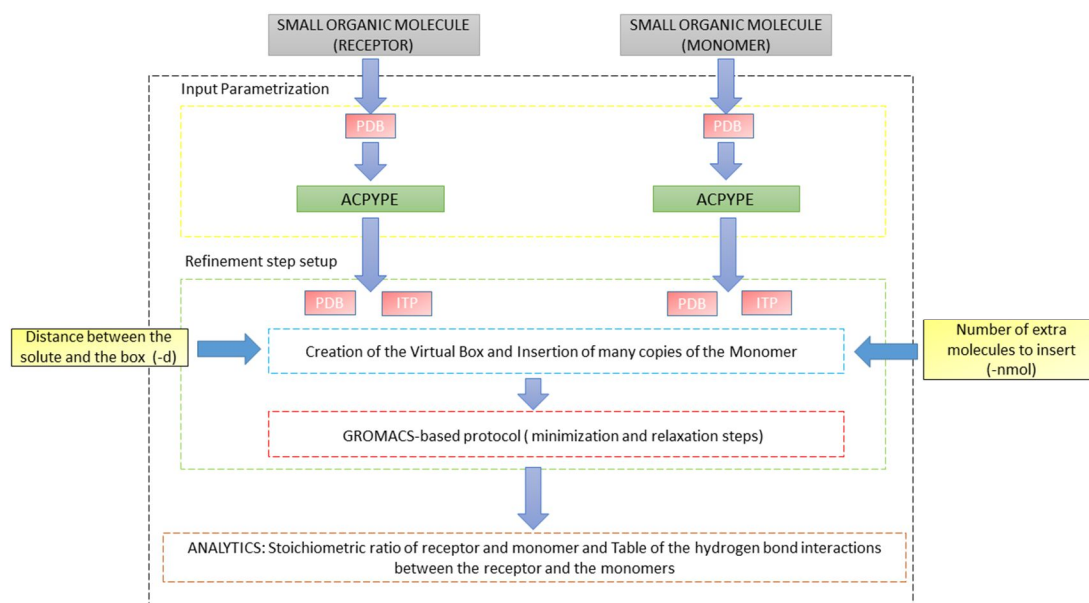 SMALL ORGANIC MOLECULE
(RECEPTOR)
SMALL ORGANIC MOLECULE
(MONOMER)
Input Parametrization
PDB
PDB
ACPYPE
ACPYPE
Refinement step setup
PDB
ITP
PDB
ITP
Distance between the
solute and the box (-d)
Creation of the Virtual Box and Insertion of many copies of the Monomer
Number of extra
molecules to insert
(-nmol)
GROMACS-based protocol ( minimization and relaxation steps)
ANALYTICS: Stoichiometric ratio of receptor and monomer and Table of the hydrogen bond interactions
between the receptor and the monomers